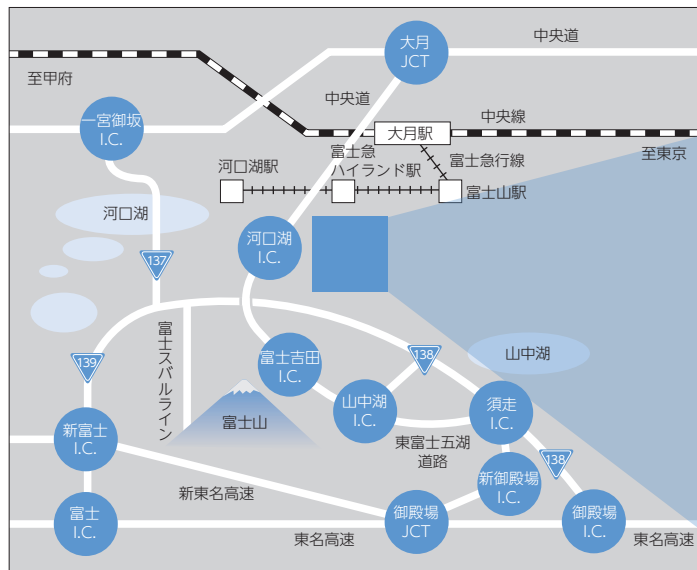 大月
JCT
中央道
至甲府
中央道
一宮御坂
I.C.
中央線
大月駅
至東京
富士急
ハイランド駅
富士急行線
河口湖駅
富士山駅
河口湖
河口湖
I.C.
137
富士スバルライン
139
富士吉田
I.C.
138
山中湖
富士山
山中湖
I.C.
須走
I.C.
新富士
I.C.
東富士五湖
道路
138
新東名高速
新御殿場
I.C.
富士
I.C.
東名高速
御殿場
JCT
御殿場
I.C.
東名高速